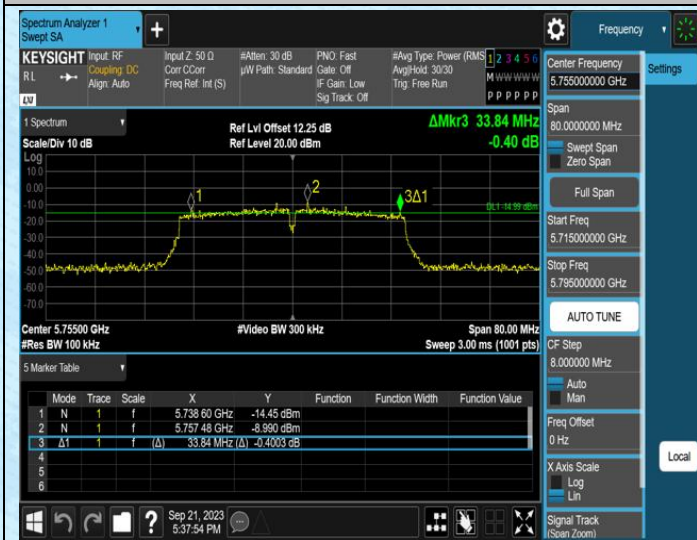 Spectrum Analyzer 1
Swept SA
+
Frequency
KEYSIGHT
RL
LXI
Input: RF
Coupling: DC
Align: Auto
Input Z: 50 Ω
Corr CCorr
Freq Ref: Int (S)
#Atten: 30 dB
µW Path: Standard
PNO: Fast
Gate: Off
IF Gain: Low
Sig Track: Off
#Avg Type: Power (RMS
Avg|Hold: 30/30
Trig: Free Run
1 2 3 4 5 6
M W W W W W
P P P P P P
1 Spectrum
Scale/Div 10 dB
Log
Ref Lvl Offset 12.25 dB
Ref Level 20.00 dBm
ΔMkr3 33.84 MHz
-0.40 dB
10.0
0.00
-10.0
-20.0
-30.0
-40.0
-50.0
-60.0
-70.0
1
2
3Δ1
DL1 -14.99 dBm
Center 5.75500 GHz
#Res BW 100 kHz
#Video BW 300 kHz
Span 80.00 MHz
Sweep 3.00 ms (1001 pts)
5 Marker Table
Mode Trace Scale X Y Function Function Width Function Value
1 N 1 f 5.738 60 GHz -14.45 dBm
2 N 1 f 5.757 48 GHz -8.990 dBm
3 Δ1 1 f (Δ) 33.84 MHz (Δ) -0.4003 dB
4
5
6
Sep 21, 2023
5:37:54 PM
?
Center Frequency
5.755000000 GHz
Span
80.0000000 MHz
Swept Span
Zero Span
Full Span
Start Freq
5.715000000 GHz
Stop Freq
5.795000000 GHz
AUTO TUNE
CF Step
8.000000 MHz
Auto
Man
Freq Offset
0 Hz
X Axis Scale
Log
Lin
Signal Track
(Span Zoom)
Settings
Local